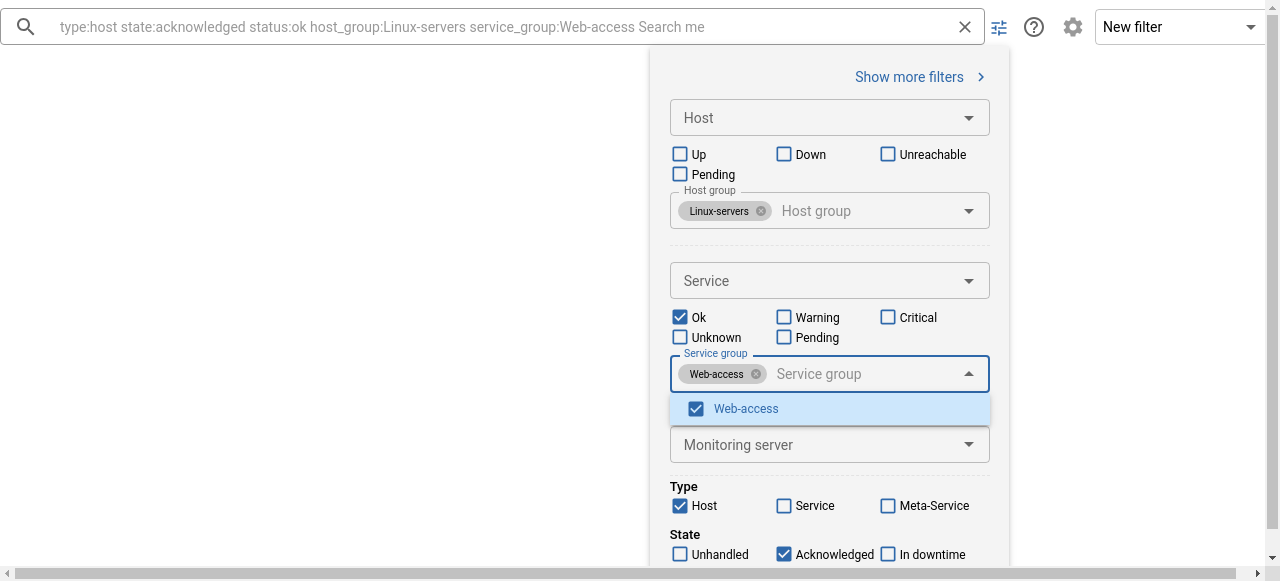 type:host state:acknowledged status:ok host_group:Linux-servers service_group:Web-access Search me
New filter
Show more filters
Host
Up Down Unreachable
Pending
Host group
Linux-servers Host group
Service
Ok Warning Critical
Unknown Pending
Service group
Web-access Service group
Web-access
Monitoring server
Type
Host Service Meta-Service
State
Unhandled Acknowledged In downtime